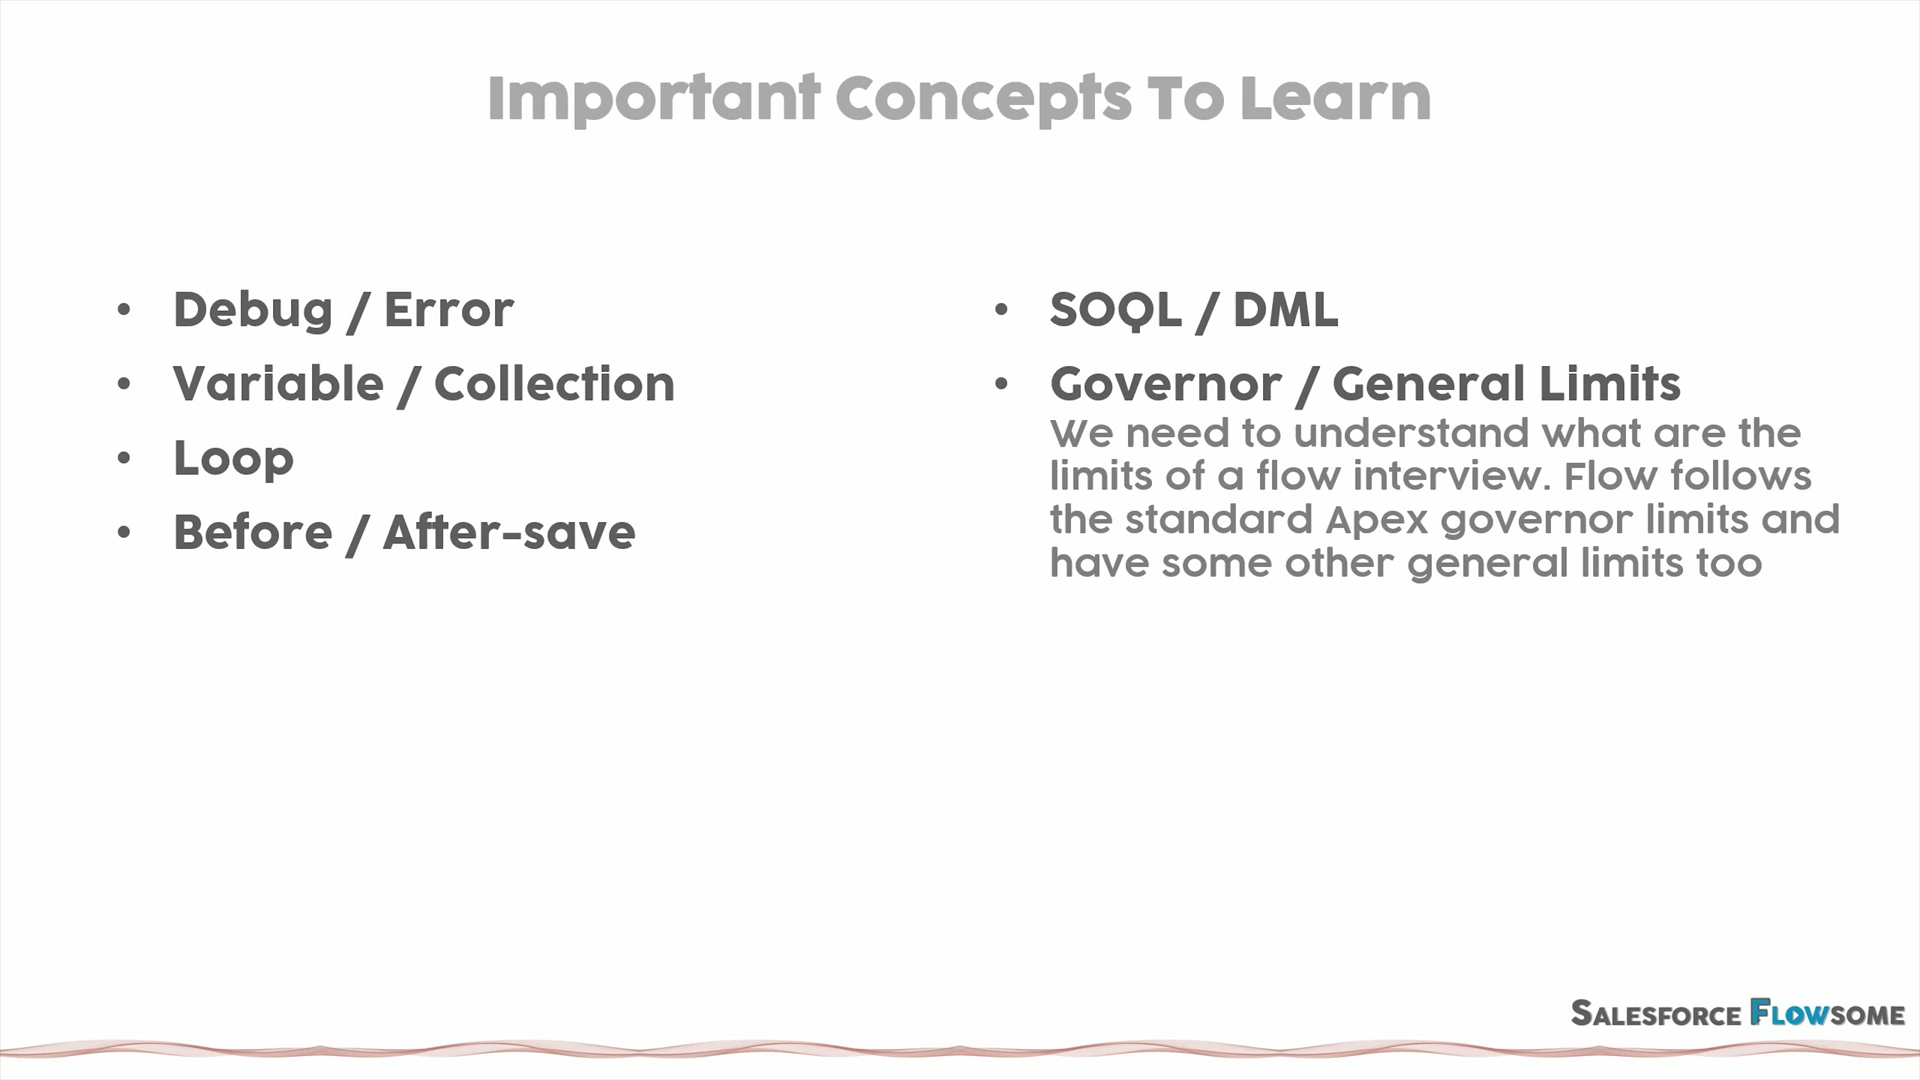 Important Concepts To Learn
• Debug / Error
• Variable / Collection
• Loop
• Before / After-save
• SOQL / DML
• Governor / General Limits
We need to understand what are the
limits of a flow interview. Flow follows
the standard Apex governor limits and
have some other general limits too
SALESFORCE FLOWSOME